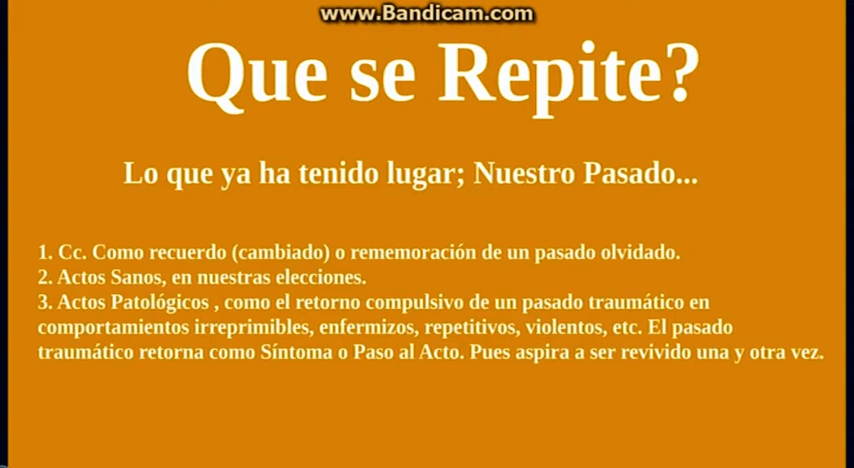 www.Bandicam.com
Que se Repite?
Lo que ya ha tenido lugar; Nuestro Pasado...
1. Cc. Como recuerdo (cambiado) o rememoración de un pasado olvidado.
2. Actos Sanos, en nuestras elecciones.
3. Actos Patológicos , como el retorno compulsivo de un pasado traumático en
comportamientos irreprimibles, enfermizos, repetitivos, violentos, etc. El pasado
traumático retorna como Síntoma o Paso al Acto. Pues aspira a ser revivido una y otra vez.